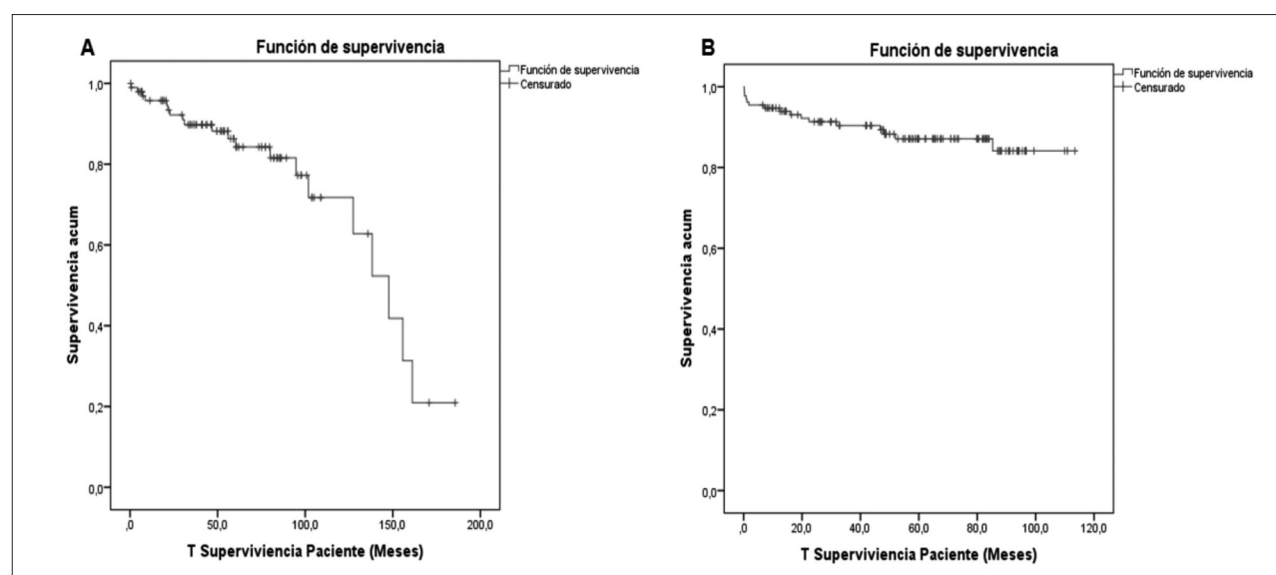 A
Función de supervivencia
Función de supervivencia
Censurado
1,0
0,8
0,6
0,4
0,2
0,0
Supervivencia acum
,0
50,0
100,0
150,0
200,0
T Superviviencia Paciente (Meses)
B
Función de supervivencia
Función de supervivencia
Censurado
1,0
0,8
0,6
0,4
0,2
0,0
Supervivencia acum
,0
20,0
40,0
60,0
80,0
100,0
120,0
T Superviviencia Paciente (Meses)